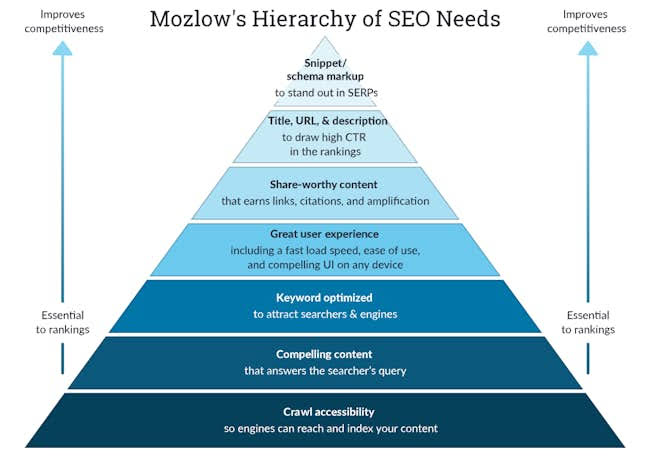 Mozlow's Hierarchy of SEO Needs
Improves
competitiveness
Improves
competitiveness
Snippet/
schema markup
to stand out in SERPs
Title, URL, & description
to draw high CTR
in the rankings
Share-worthy content
that earns links, citations, and amplification
Great user experience
including a fast load speed, ease of use,
and compelling UI on any device
Keyword optimized
to attract searchers & engines
Essential
to rankings
Essential
to rankings
Compelling content
that answers the searcher's query
Crawl accessibility
so engines can reach and index your content